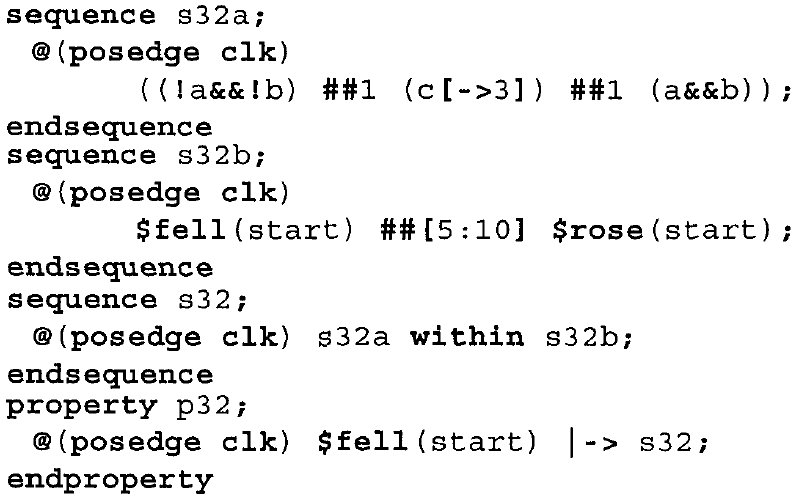 sequence s32a;
@(posedge clk)
((!a&&!b) ##1 (c[->3]) ##1 (a&&b));
endsequence
sequence s32b;
@(posedge clk)
$fell(start) ##[5:10] $rose(start);
endsequence
sequence s32;
@(posedge clk) s32a within s32b;
endsequence
property p32;
@(posedge clk) $fell(start) |-> s32;
endproperty